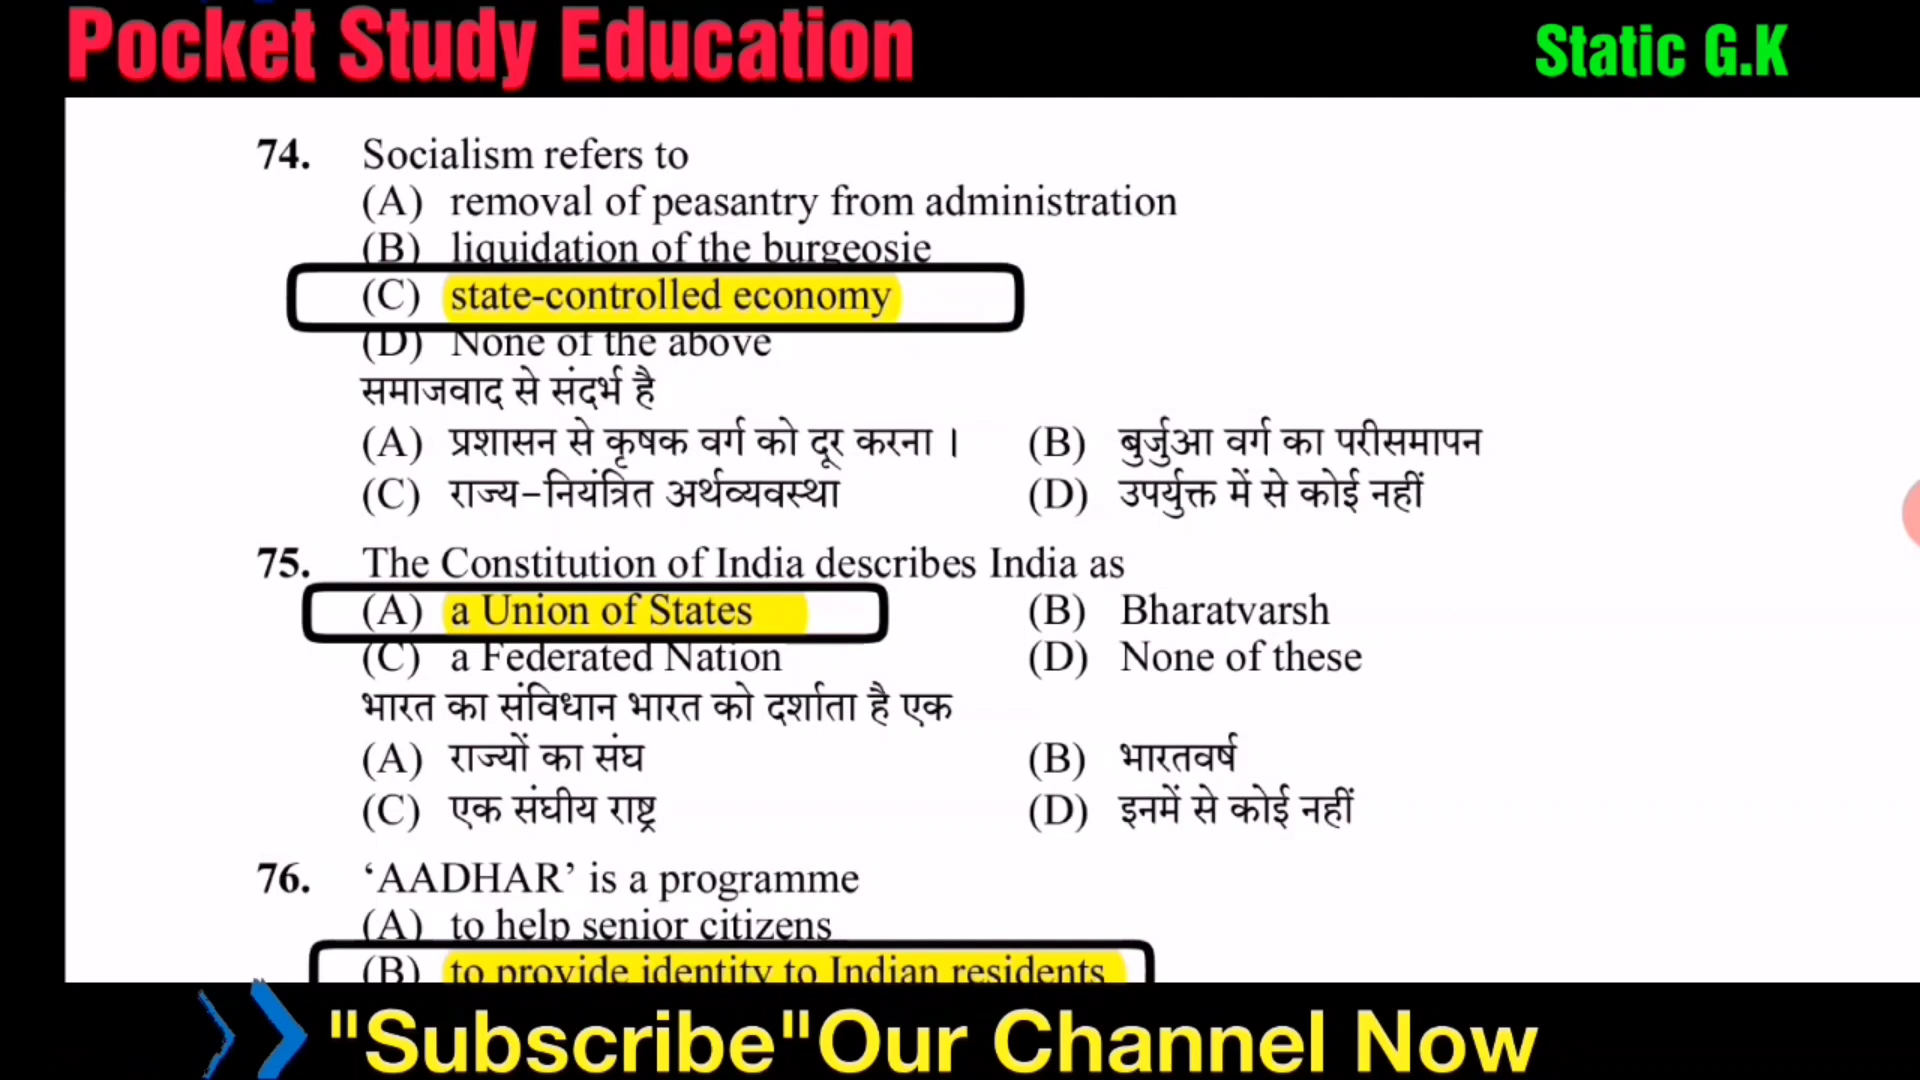 Pocket Study Education
Static G.K
74. Socialism refers to
(A) removal of peasantry from administration
(B) liquidation of the burgeosie
(C) state-controlled economy
(D) None of the above
समाजवाद से संदर्भ है
(A) प्रशासन से कृषक वर्ग को दूर करना । (B) बुर्जुआ वर्ग का परीसमापन
(C) राज्य-नियंत्रित अर्थव्यवस्था (D) उपर्युक्त में से कोई नहीं
75. The Constitution of India describes India as
(A) a Union of States (B) Bharatvarsh
(C) a Federated Nation (D) None of these
भारत का संविधान भारत को दर्शाता है एक
(A) राज्यों का संघ (B) भारतवर्ष
(C) एक संघीय राष्ट्र (D) इनमें से कोई नहीं
76. ‘AADHAR’ is a programme
(A) to help senior citizens
(B) to provide identity to Indian residents
"Subscribe"Our Channel Now